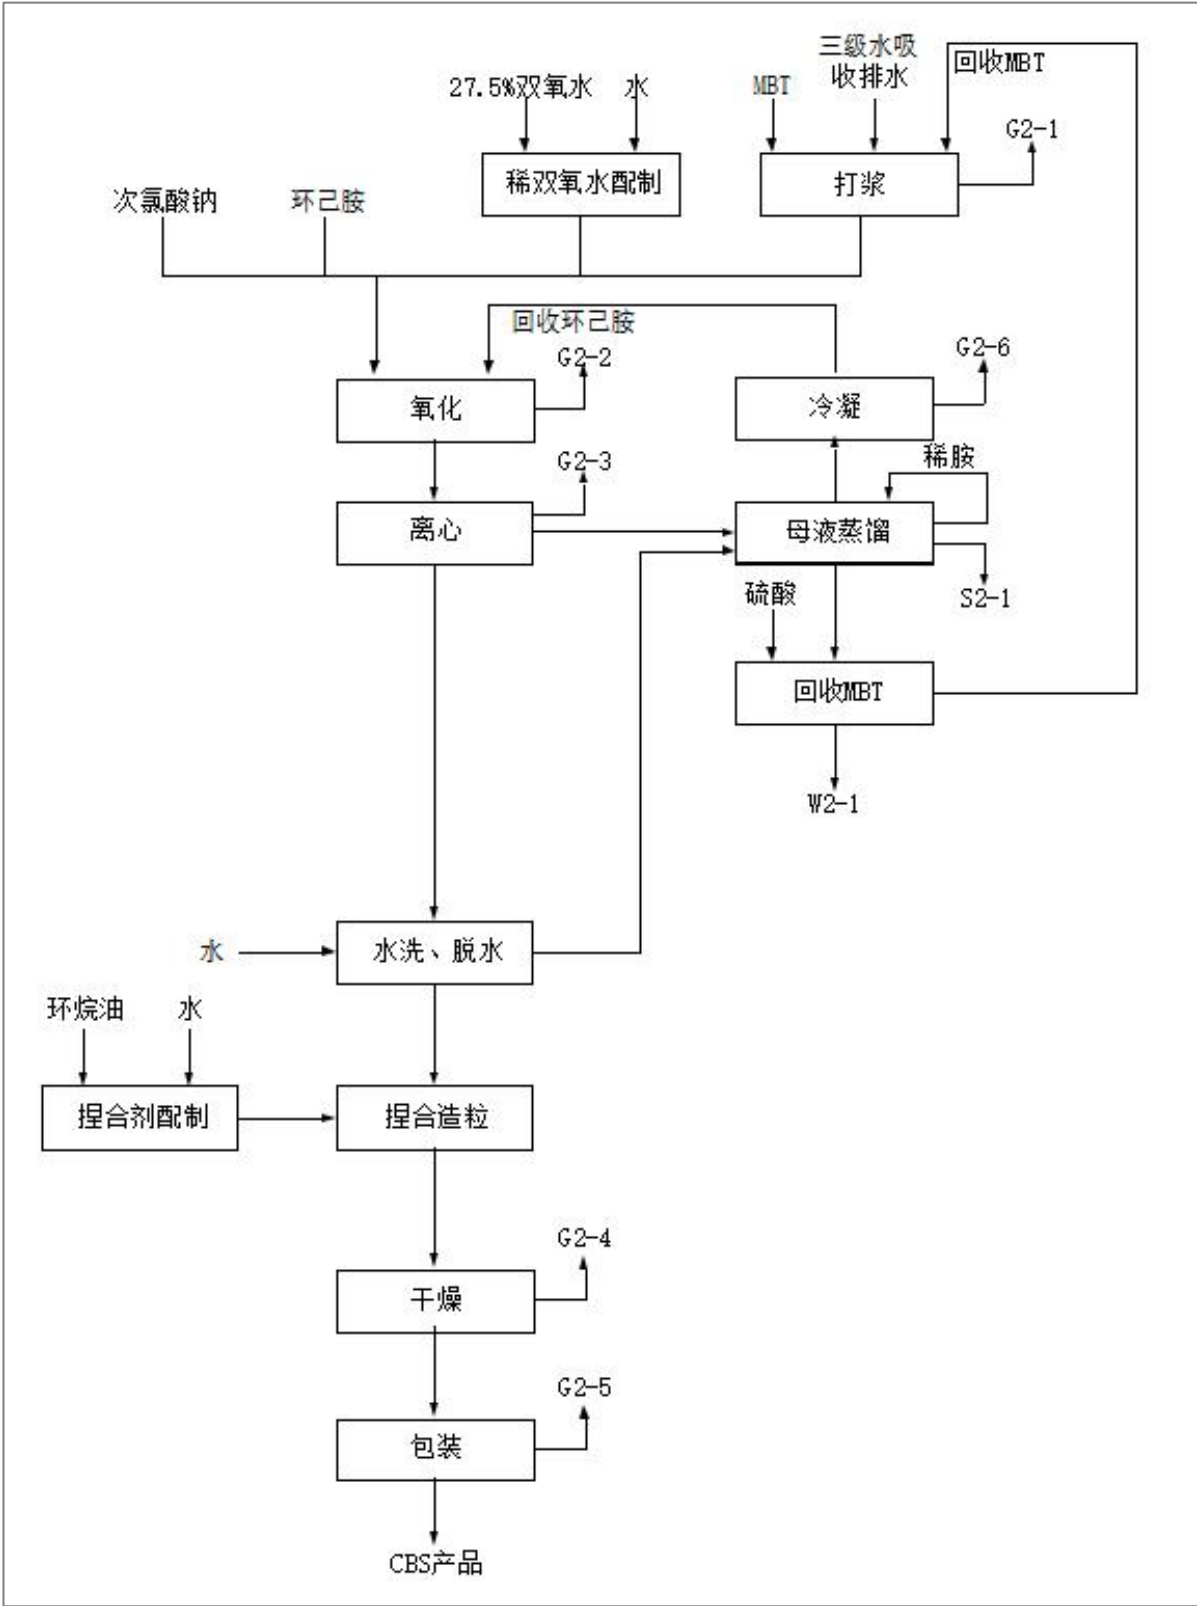 三级水吸
收排水
回收MBT
27.5%双氧水
水
MBT
G2-1
稀双氧水配制
打浆
次氯酸钠
环己胺
回收环己胺
G2-2
G2-6
氧化
冷凝
G2-3
稀胺
离心
母液蒸馏
硫酸
S2-1
回收MBT
W2-1
水
水洗、脱水
环烷油
水
捏合剂配制
捏合造粒
G2-4
干燥
G2-5
包装
CBS产品